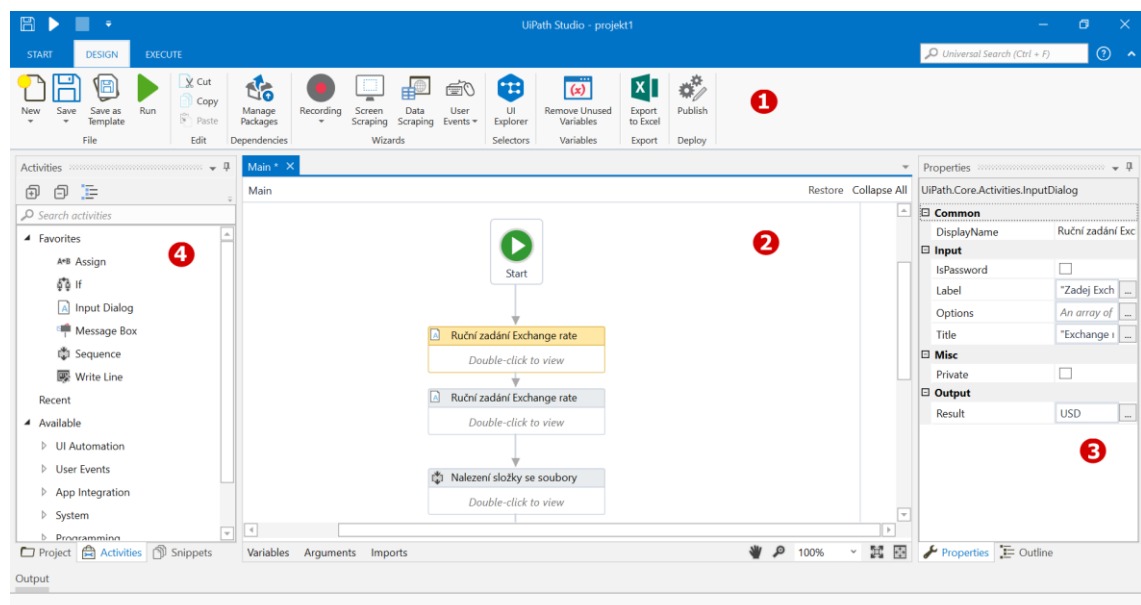 UiPath Studio - projekt1
START DESIGN EXECUTE
Universal Search (Ctrl + F)
New Save Save as Template Run
Cut
Copy
Paste
Manage Packages
Recording Screen Scraping Data Scraping User Events
UI Explorer
Remove Unused Variables
Export to Excel
Publish
1
File Edit Dependencies Wizards Selectors Variables Export Deploy
Activities
Search activities
Favorites
4
A*B Assign
If
A Input Dialog
Message Box
Sequence
Write Line
Recent
Available
UI Automation
User Events
App Integration
System
Programming
Project Activities Snippets
Main *
Main
Restore Collapse All
2
Start
A Ruční zadání Exchange rate
Double-click to view
A Ruční zadání Exchange rate
Double-click to view
Nalezení složky se soubory
Double-click to view
Variables Arguments Imports
100%
Properties
UiPath.Core.Activities.InputDialog
Common
DisplayName Ruční zadání Exc
Input
IsPassword
Label "Zadej Exch ...
Options An array of ...
Title "Exchange ...
Misc
Private
Output
Result USD ...
3
Properties Outline
Output